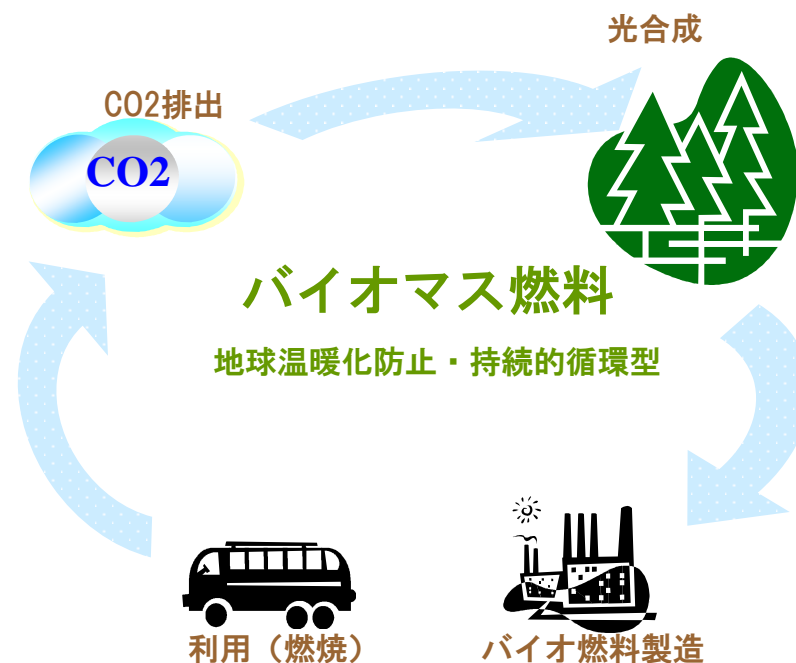 光合成
CO2排出
CO2
バイオマス燃料
地球温暖化防止・持続的循環型
利用（燃焼）
バイオ燃料製造